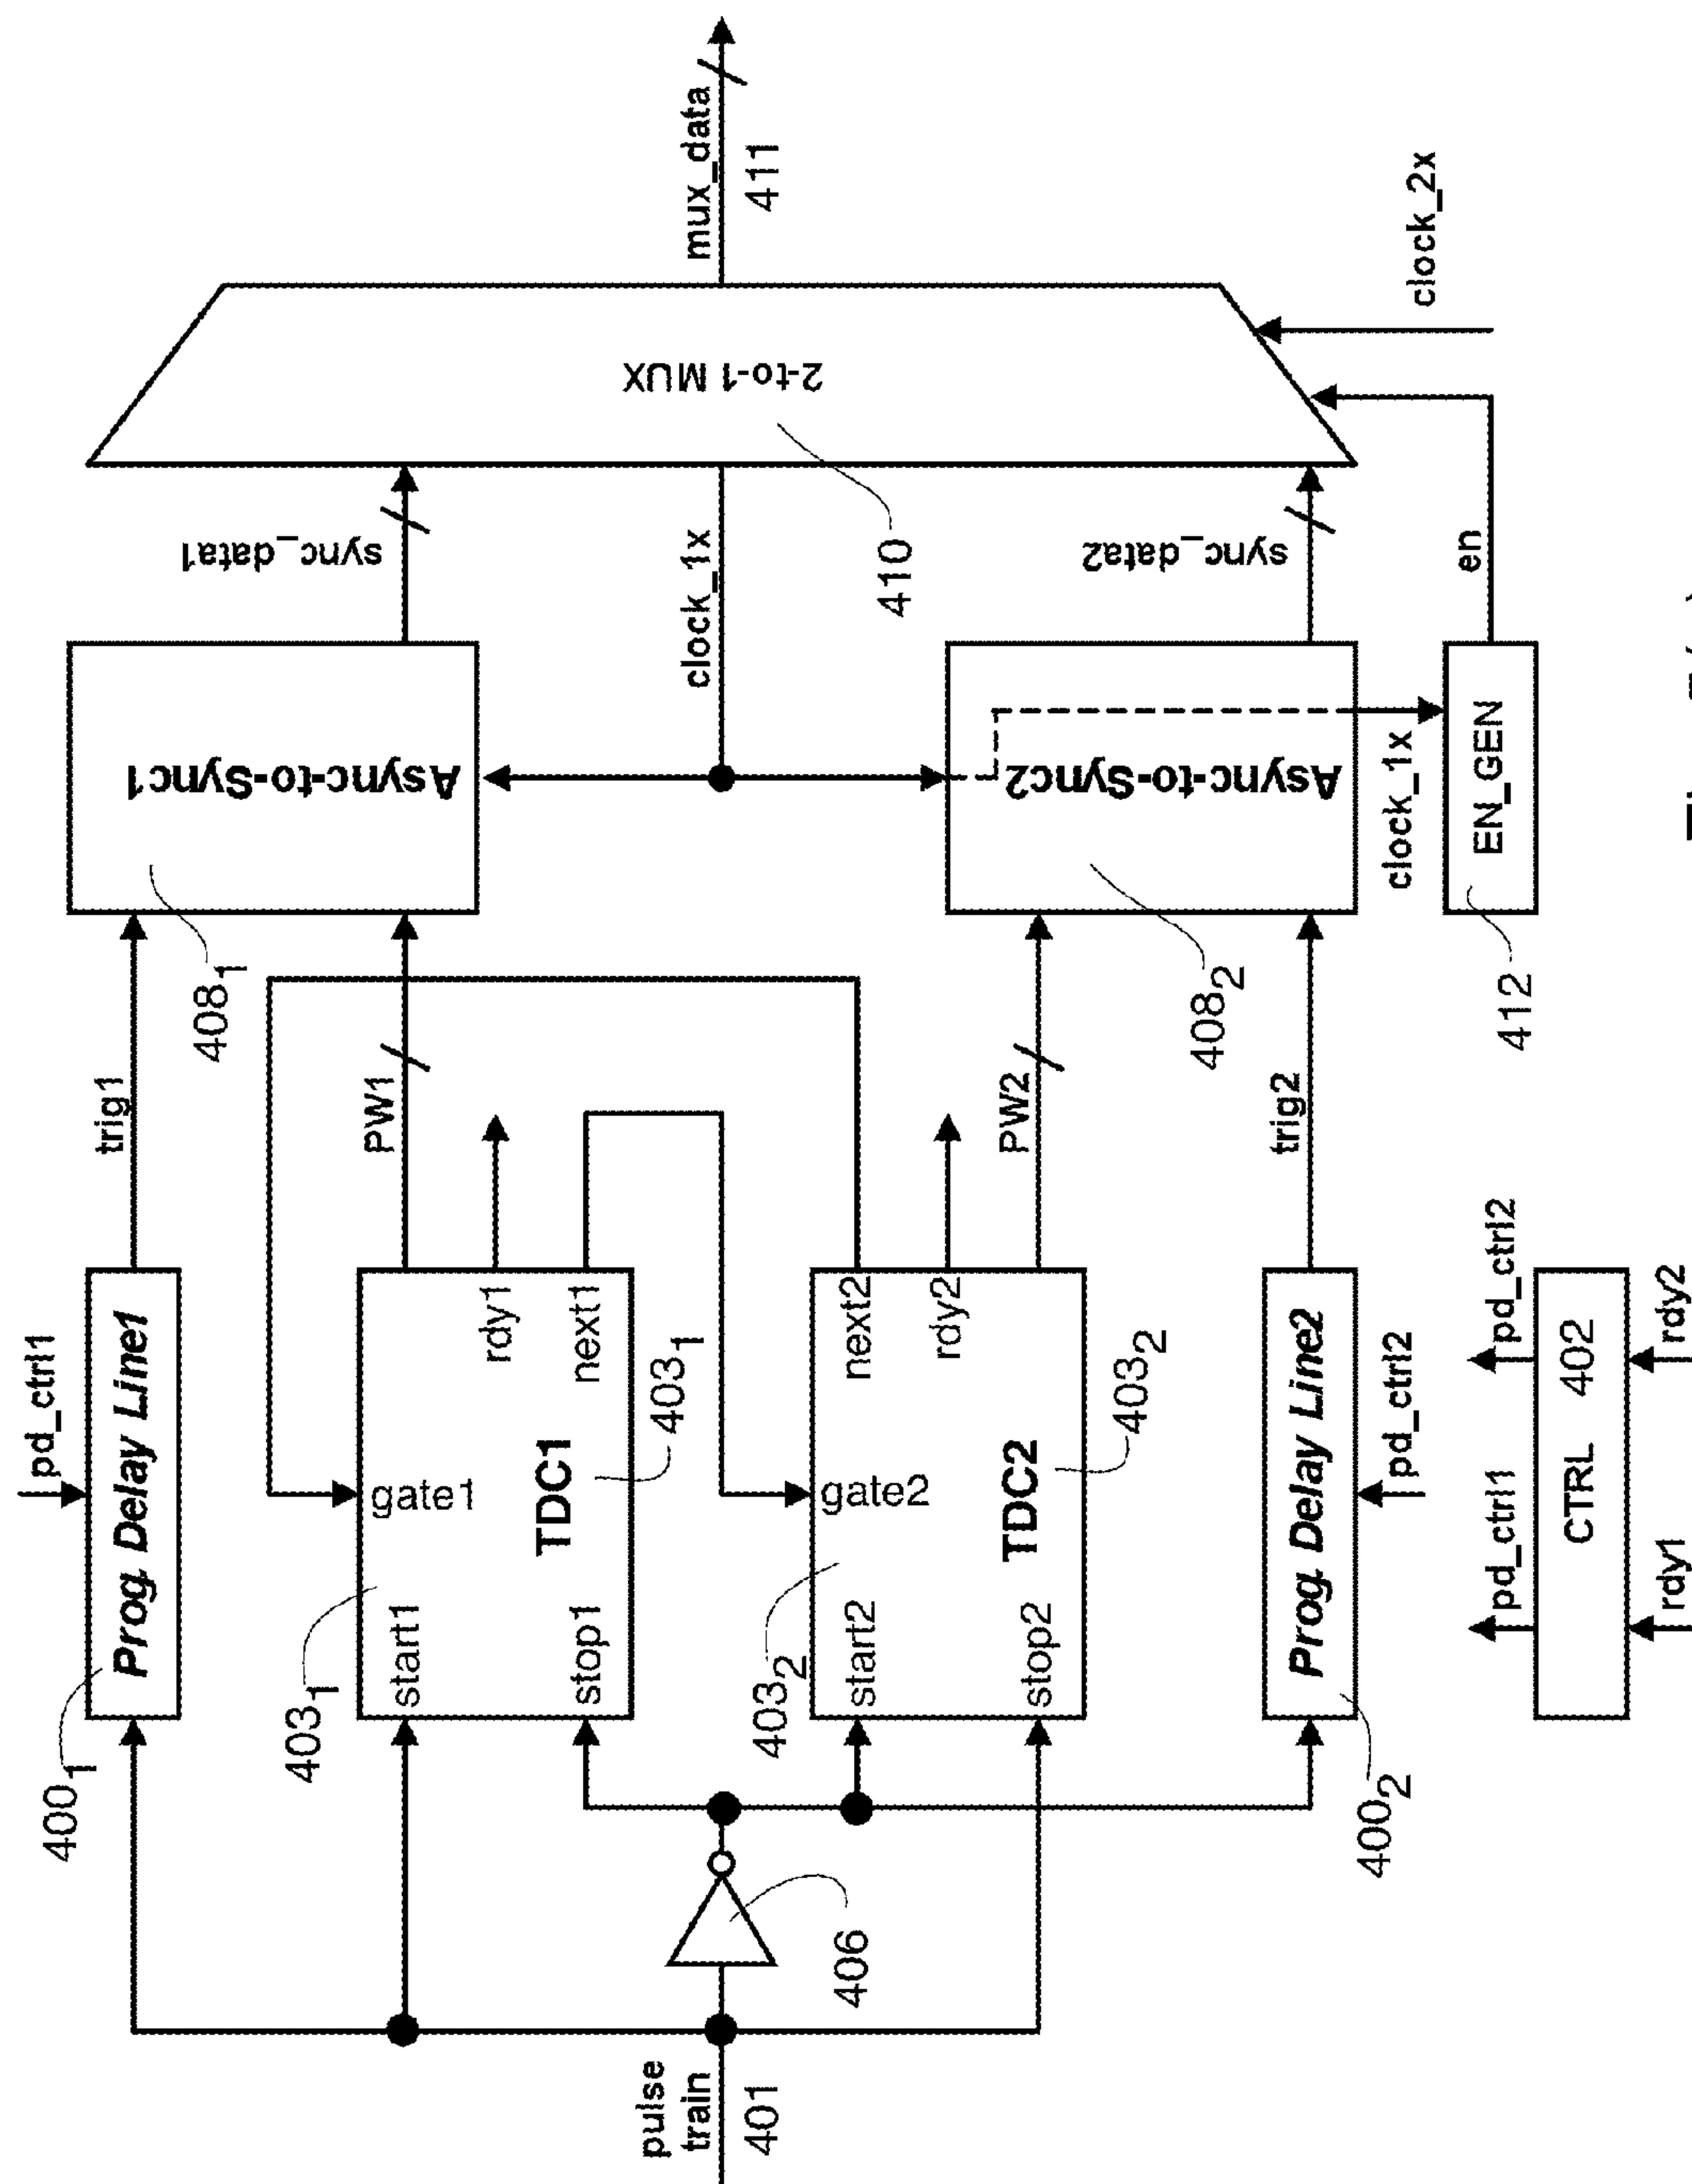 pd_ctrl1
400 1
Prog. Delay Line1
trig1
408 1
Async-to-Sync1
sync_data1
403 1
start1
stop1
gate1
TDC1
403 1
rdy1
next1
PW1
pulse
train
401
406
clock_1x
410
2-to-1 MUX
mux_data
411
403 2
start2
stop2
gate2
TDC2
403 2
next2
rdy2
PW2
408 2
Async-to-Sync2
sync_data2
400 2
Prog. Delay Line2
pd_ctrl2
trig2
clock_1x
412
EN_GEN
en
clock_2x
pd_ctrl1
pd_ctrl2
CTRL 402
rdy1
rdy2